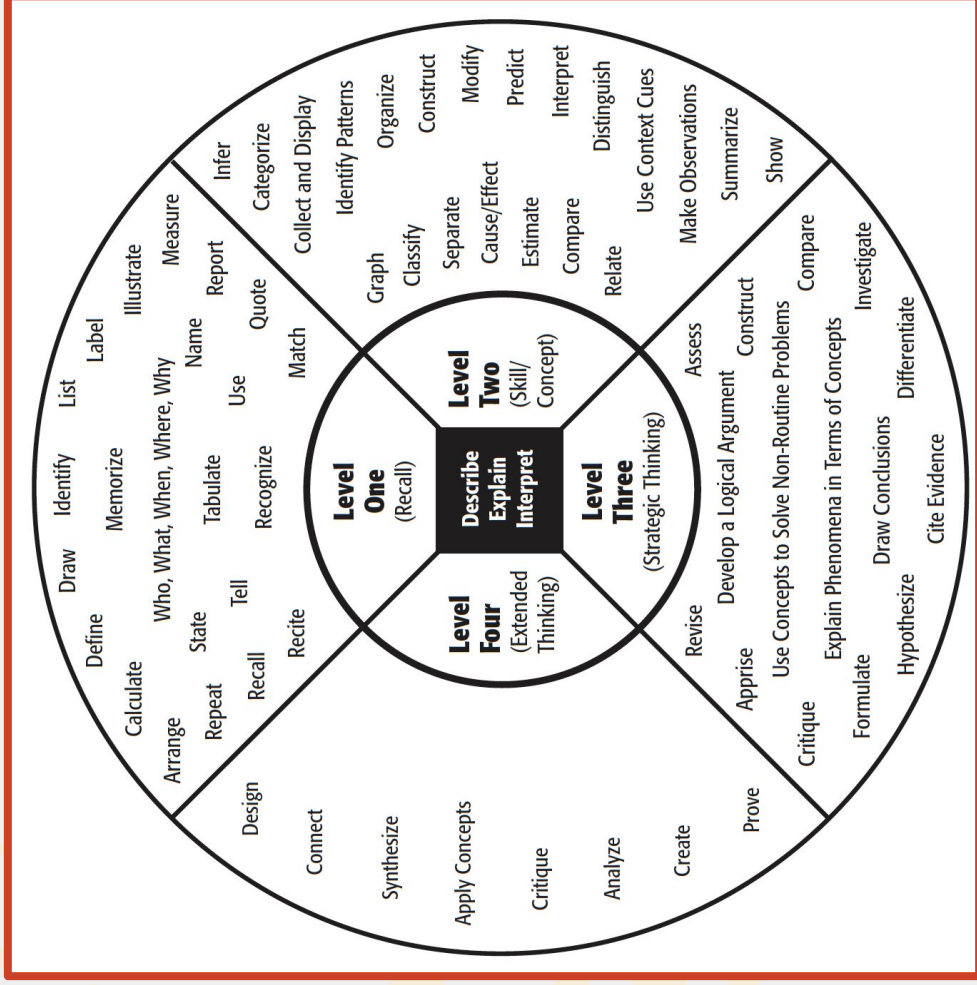 Level
One
(Recall)
Draw
Identify
List
Define
Label
Memorize
Calculate
Illustrate
Who, What, When, Where, Why
Arrange
Measure
State
Name
Repeat
Tabulate
Report
Tell
Use
Recall
Recognize
Quote
Recite
Match
Level
Two
(Skill/
Concept)
Infer
Categorize
Collect and Display
Identify Patterns
Graph
Organize
Classify
Construct
Separate
Modify
Cause/Effect
Predict
Estimate
Interpret
Compare
Distinguish
Relate
Use Context Cues
Make Observations
Summarize
Show
Level
Three
(Strategic Thinking)
Revise
Assess
Develop a Logical Argument
Apprise
Construct
Use Concepts to Solve Non-Routine Problems
Critique
Compare
Explain Phenomena in Terms of Concepts
Formulate
Investigate
Draw Conclusions
Hypothesize
Differentiate
Cite Evidence
Level
Four
(Extended
Thinking)
Design
Connect
Synthesize
Apply Concepts
Critique
Analyze
Create
Prove
Describe
Explain
Interpret